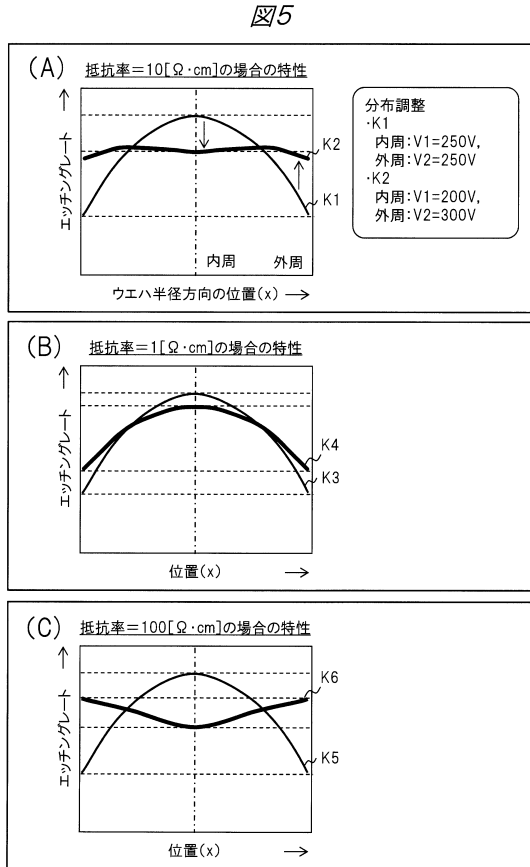 図5
(A) 抵抗率=10[Ω·cm]の場合の特性
エッチングレート
K2
K1
内周
外周
ウエハ半径方向の位置(x)
分布調整
·K1
内周:V1=250V,
外周:V2=250V
·K2
内周:V1=200V,
外周:V2=300V
(B) 抵抗率=1[Ω·cm]の場合の特性
エッチングレート
K4
K3
位置(x)
(C) 抵抗率=100[Ω·cm]の場合の特性
エッチングレート
K6
K5
位置(x)